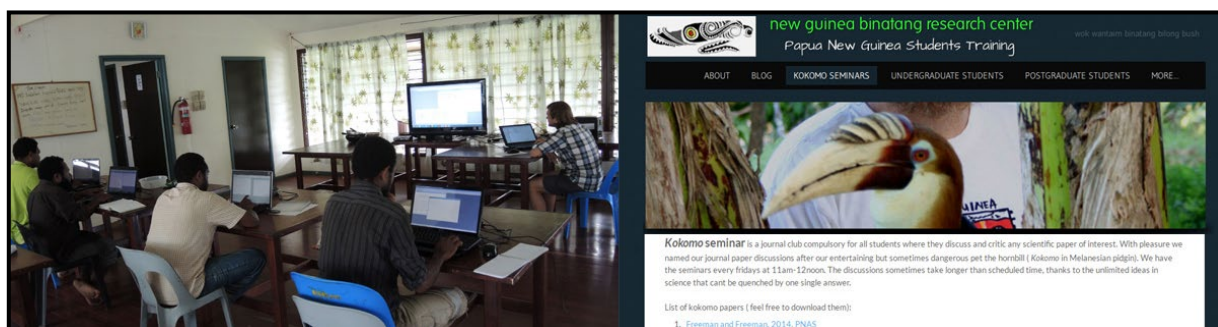 new guinea binatang research center
Papua New Guinea Students Training
wok wantaim binatang bilong bush
ABOUT BLOG KOKOMO SEMINARS UNDERGRADUATE STUDENTS POSTGRADUATE STUDENTS MORE...
GUINEA
Kokomo seminar is a journal club compulsory for all students where they discuss and critic any scientific paper of interest. With pleasure we
named our journal paper discussions after our entertaining but sometimes dangerous pet the hornbill ( Kokomo in Melanesian pidgin). We have
the seminars every fridays at 11am-12noon. The discussions sometimes take longer than scheduled time, thanks to the unlimited ideas in
science that cant be quenched by one single answer.
List of kokomo papers ( feel free to download them):
1. Freeman and Freeman, 2014, PNAS